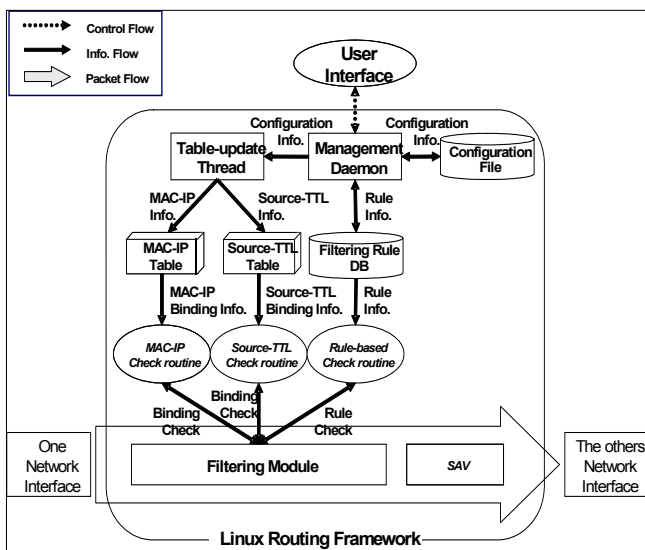 Control Flow
Info. Flow
Packet Flow
User
Interface
Configuration
Info.
Configuration
Info.
Table-update
Thread
Management
Daemon
Configuration
File
MAC-IP
Info.
Source-TTL
Info.
Rule
Info.
MAC-IP
Table
Source-TTL
Table
Filtering Rule
DB
MAC-IP
Binding Info.
Source-TTL
Binding Info.
Rule
Info.
MAC-IP
Check routine
Source-TTL
Check routine
Rule-based
Check routine
Binding
Check
Binding
Check
Rule
Check
One
Network
Interface
Filtering Module
SAV
The others
Network
Interface
Linux Routing Framework